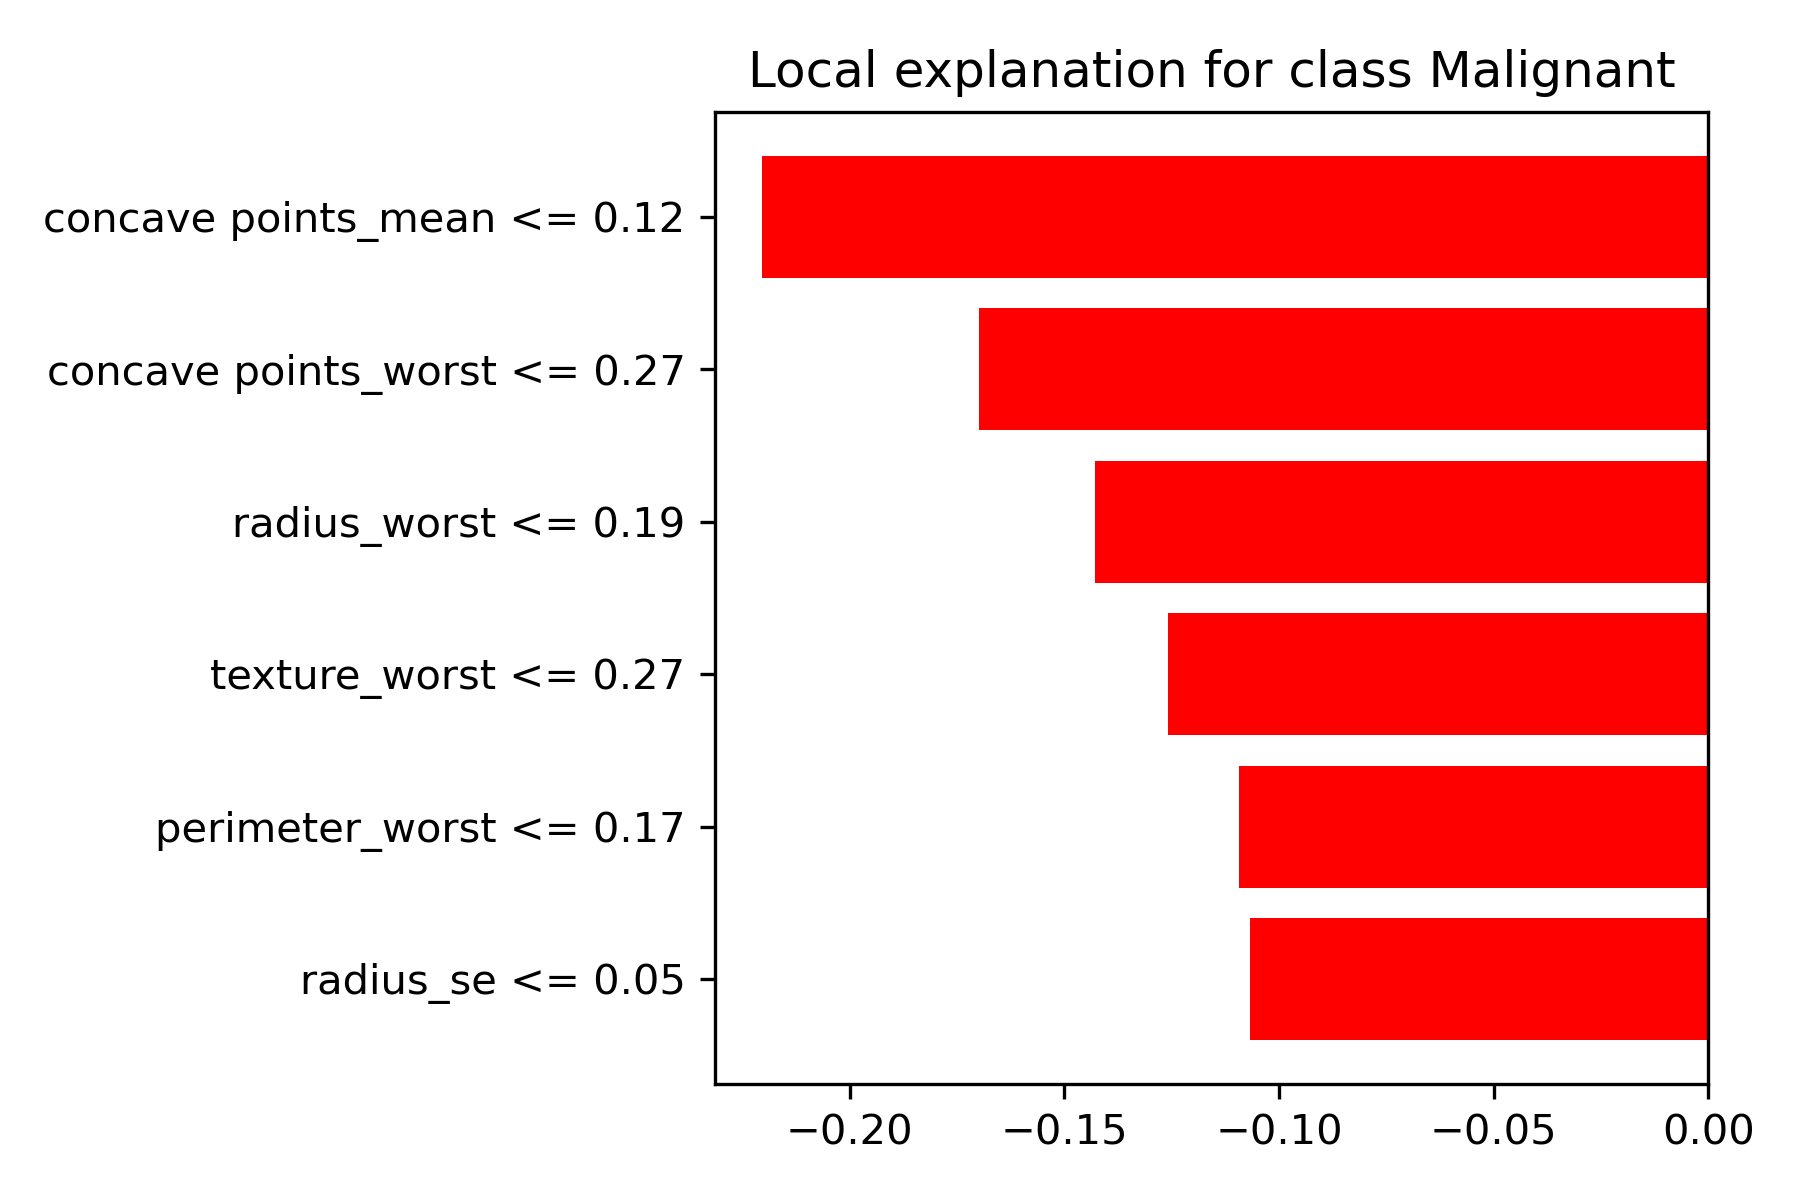 Local explanation for class Malignant
concave points_mean <= 0.12
concave points_worst <= 0.27
radius_worst <= 0.19
texture_worst <= 0.27
perimeter_worst <= 0.17
radius_se <= 0.05
−0.20 −0.15 −0.10 −0.05 0.00